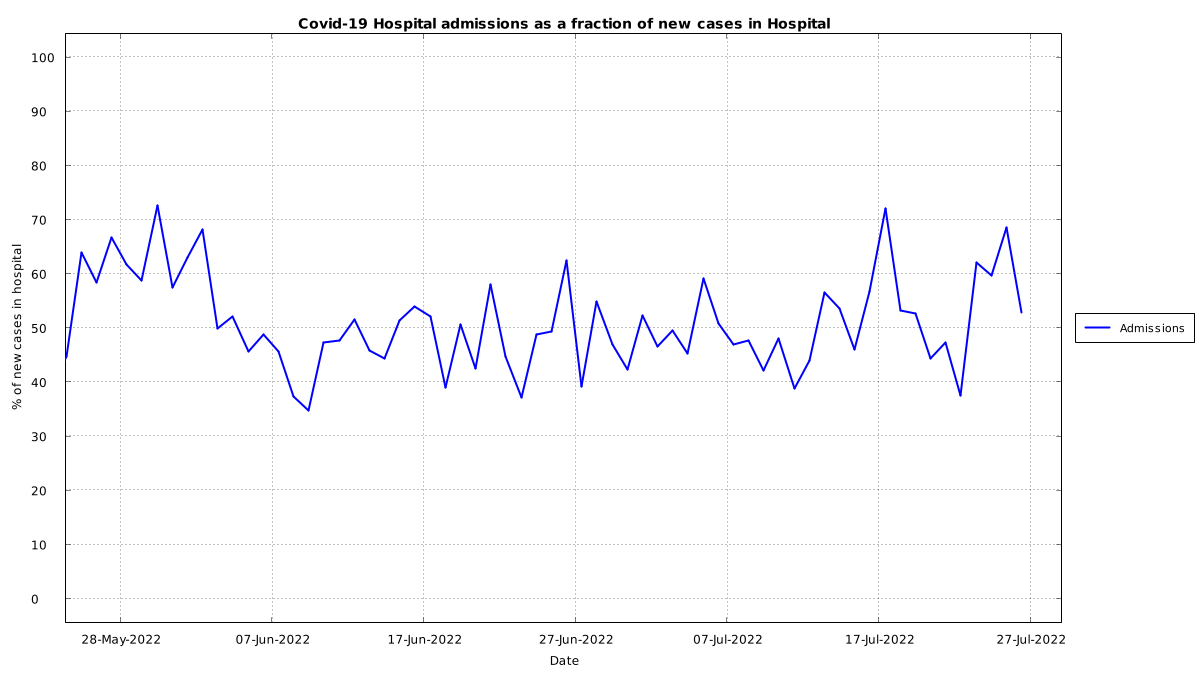 Covid-19 Hospital admissions as a fraction of new cases in Hospital
100
90
80
70
60
50
40
30
20
10
0
% of new cases in hospital
28-May-2022
07-Jun-2022
17-Jun-2022
27-Jun-2022
07-Jul-2022
17-Jul-2022
27-Jul-2022
Date
Admissions